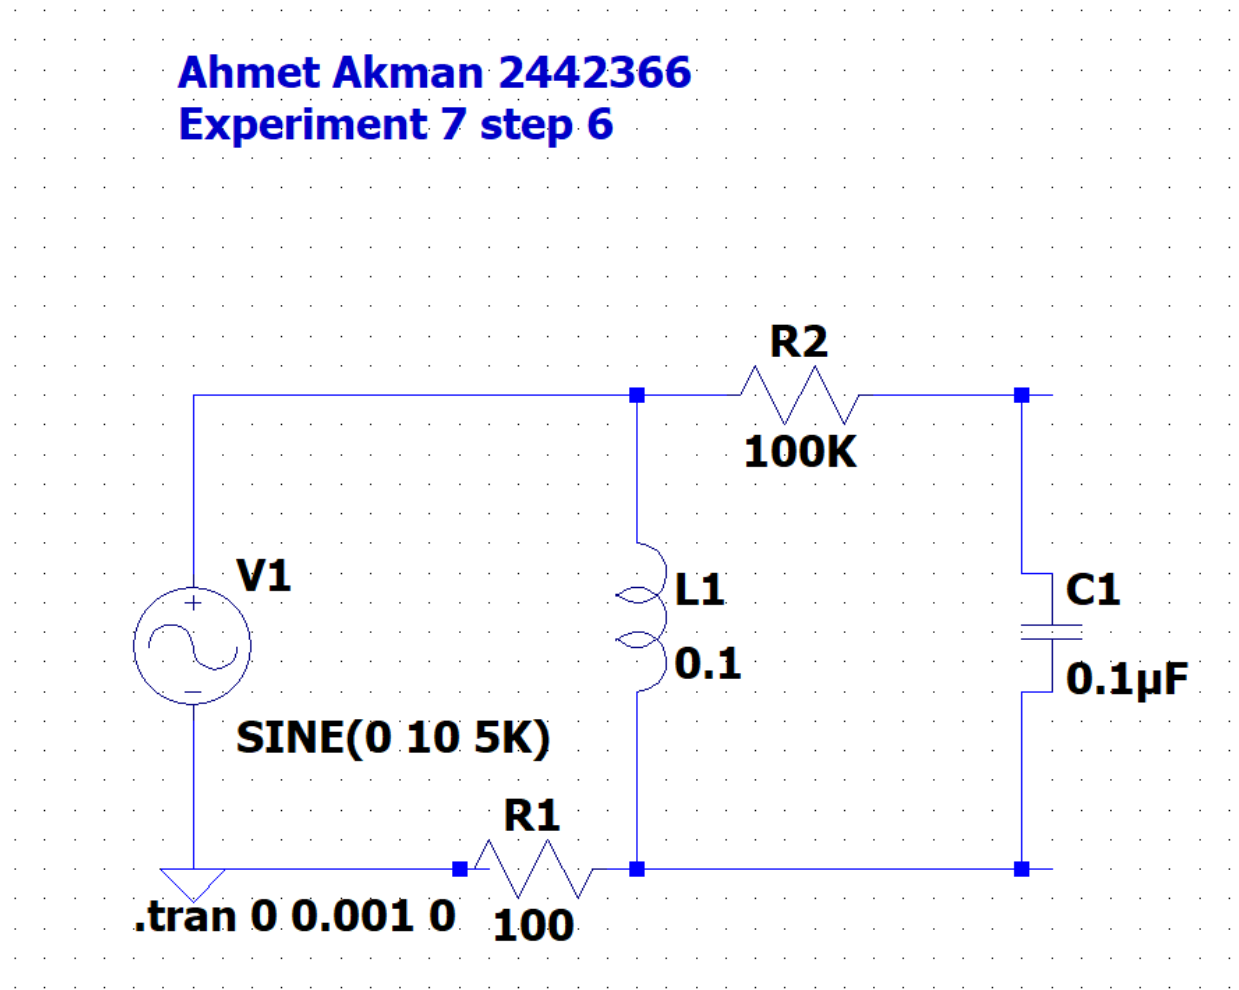 Ahmet Akman 2442366
Experiment 7 step 6
R2
100K
V1
L1
C1
0.1
0.1µF
SINE(0 10 5K)
R1
.tran 0 0.001 0
100